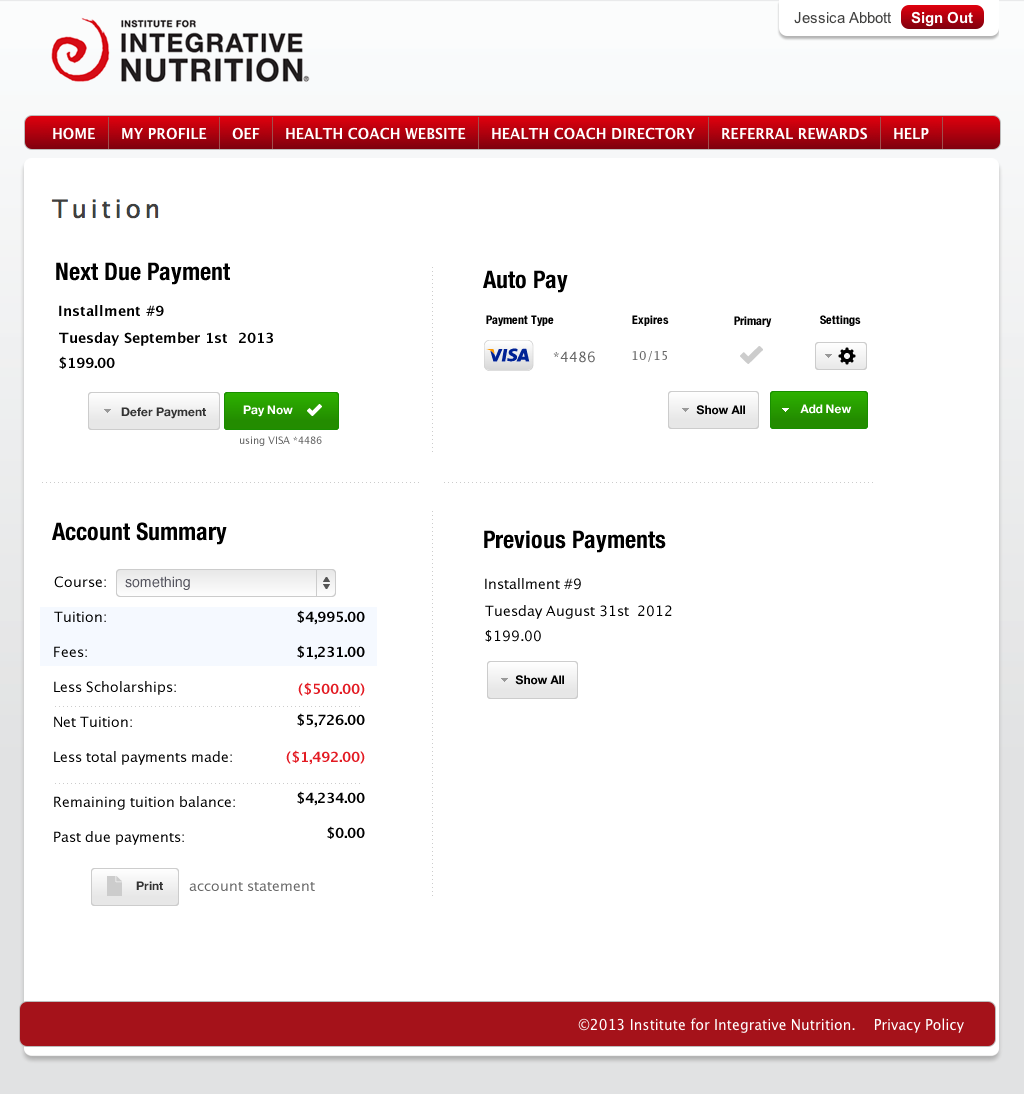 Jessica Abbott Sign Out
INSTITUTE FOR
INTEGRATIVE
NUTRITION®
HOME MY PROFILE OEF HEALTH COACH WEBSITE HEALTH COACH DIRECTORY REFERRAL REWARDS HELP
Tuition
Next Due Payment
Installment #9
Tuesday September 1st 2013
$199.00
Defer Payment Pay Now
using VISA *4486
Auto Pay
Payment Type Expires Primary Settings
VISA *4486 10/15
Show All Add New
Account Summary
Course: something
Tuition: $4,995.00
Fees: $1,231.00
Less Scholarships: ($500.00)
Net Tuition: $5,726.00
Less total payments made: ($1,492.00)
Remaining tuition balance: $4,234.00
Past due payments: $0.00
Print account statement
Previous Payments
Installment #9
Tuesday August 31st 2012
$199.00
Show All
©2013 Institute for Integrative Nutrition. Privacy Policy